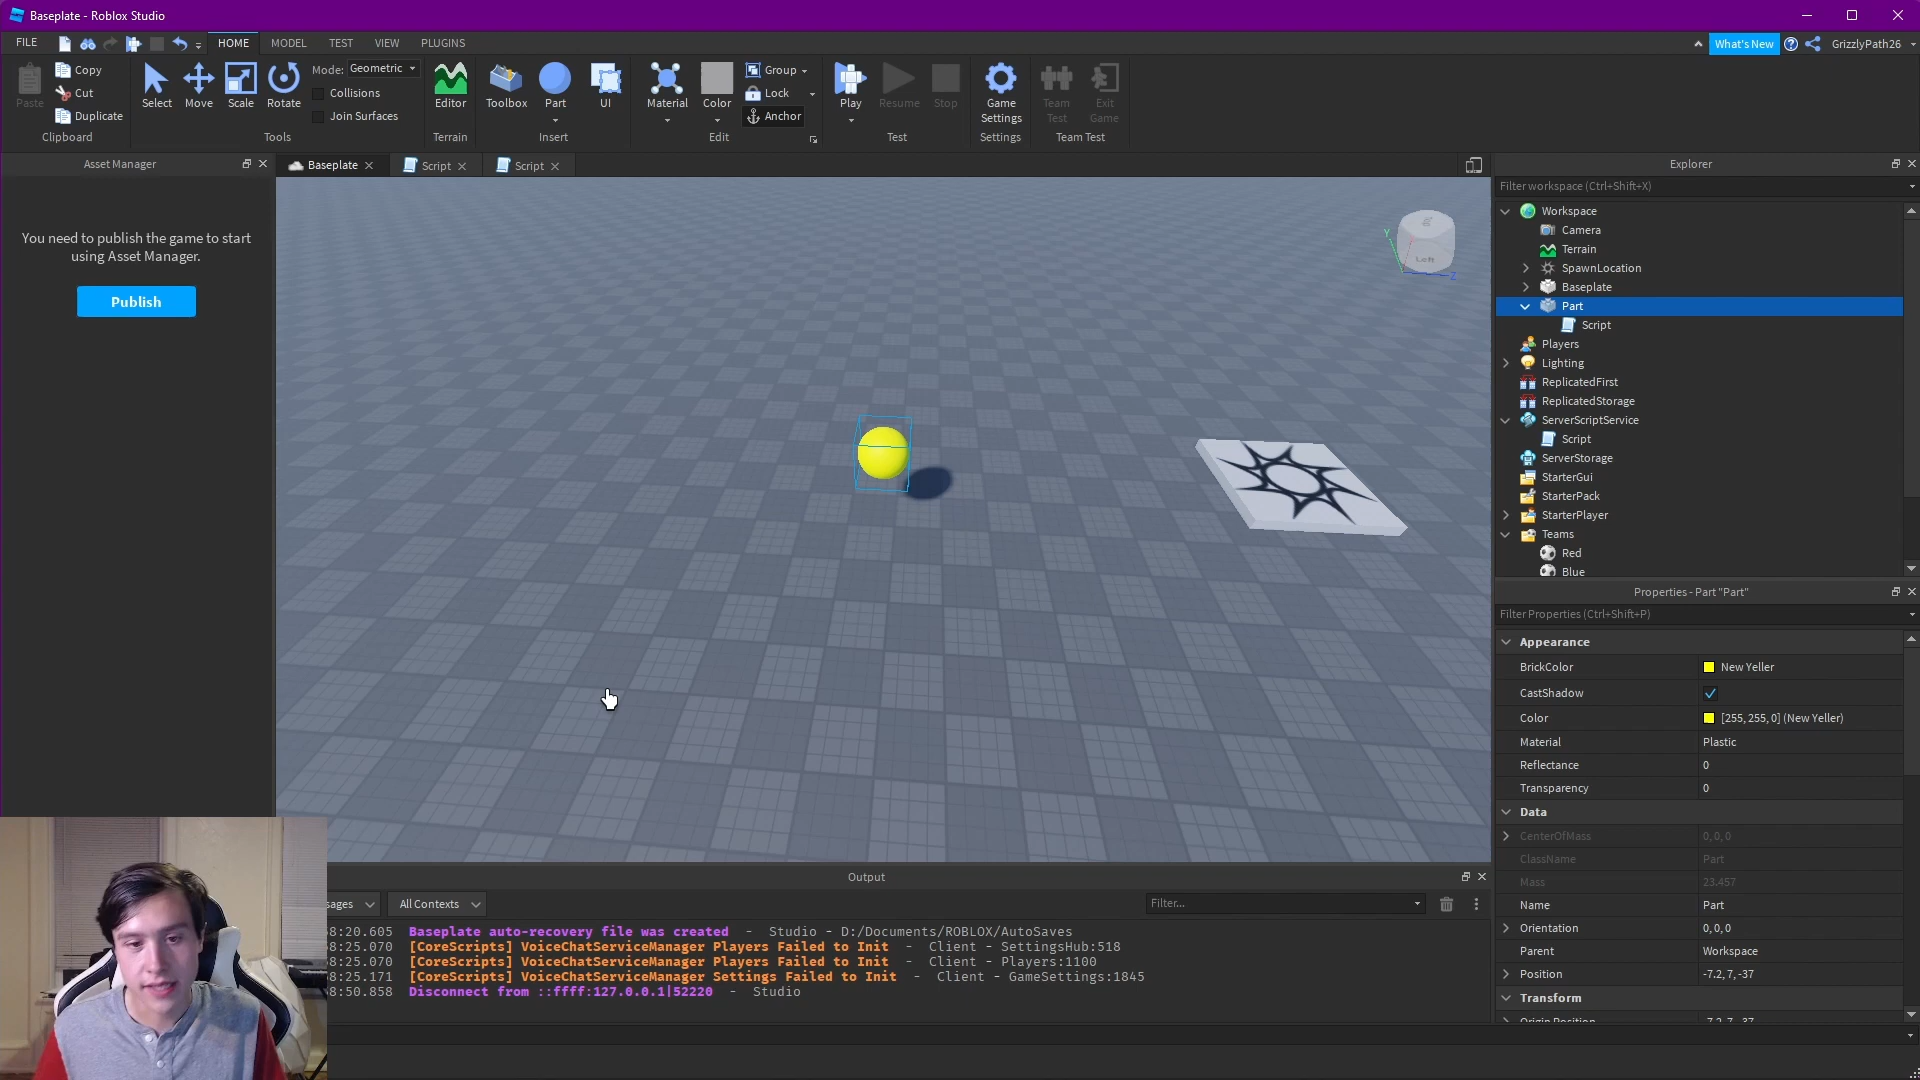 Baseplate - Roblox Studio
FILE HOME MODEL TEST VIEW PLUGINS What's New GrizzlyPath26
Paste Copy Cut Duplicate Clipboard
Select Move Scale Rotate Mode: Geometric Collisions Join Surfaces Tools
Editor Terrain
Toolbox Part UI Insert
Material Color Group Lock Anchor Edit
Play Resume Stop Test
Game Settings Settings
Team Test Exit Game Team Test
Asset Manager
You need to publish the game to start
using Asset Manager.
Publish
Baseplate Script Script
Left
Y
Z
Explorer
Filter workspace (Ctrl+Shift+X)
Workspace
Camera
Terrain
SpawnLocation
Baseplate
Part
Script
Players
Lighting
ReplicatedFirst
ReplicatedStorage
ServerScriptService
Script
ServerStorage
StarterGui
StarterPack
StarterPlayer
Teams
Red
Blue
Properties - Part "Part"
Filter Properties (Ctrl+Shift+P)
Appearance
BrickColor New Yeller
CastShadow
Color [255, 255, 0] (New Yeller)
Material Plastic
Reflectance 0
Transparency 0
Data
CenterOfMass 0, 0, 0
ClassName Part
Mass 23.457
Name Part
Orientation 0, 0, 0
Parent Workspace
Position -7.2, 7, -37
Transform
Origin Position -7.2, 7, -37
Output
sages All Contexts Filter...
8:20.605 Baseplate auto-recovery file was created - Studio - D:/Documents/ROBLOX/AutoSaves
8:25.070 [CoreScripts] VoiceChatServiceManager Players Failed to Init - Client - SettingsHub:518
8:25.070 [CoreScripts] VoiceChatServiceManager Players Failed to Init - Client - Players:1100
8:25.171 [CoreScripts] VoiceChatServiceManager Settings Failed to Init - Client - GameSettings:1845
8:50.858 Disconnect from ::ffff:127.0.0.1|52220 - Studio